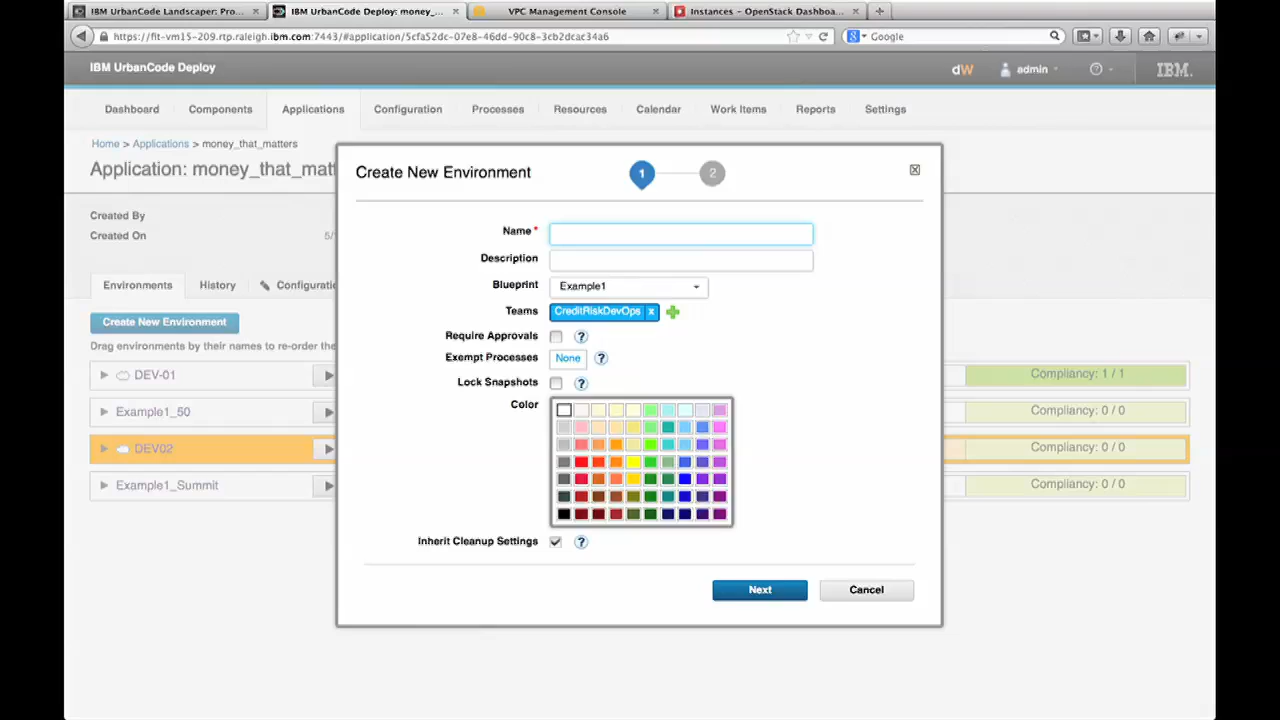 IBM UrbanCode Landscaper: Pro... × IBM UrbanCode Deploy: money_... × VPC Management Console × Instances - OpenStack Dashboa... × +
https://flt-vm15-209.rtp.raleigh.ibm.com:7443/#application/5cfa52dc-07e8-46dd-90c8-3cb2dcac34a6 Google
IBM UrbanCode Deploy dW admin IBM.
Dashboard Components Applications Configuration Processes Resources Calendar Work Items Reports Settings
Home > Applications > money_that_matters
Application: money_that_matt
Created By
Created On 5/
Environments History Configuratio
Create New Environment
Drag environments by their names to re-order the
DEV-01 Compliancy: 1 / 1
Example1_50 Compliancy: 0 / 0
DEV02 Compliancy: 0 / 0
Example1_Summit Compliancy: 0 / 0
Create New Environment 1 2
Name *
Description
Blueprint Example1
Teams CreditRiskDevOps x
Require Approvals ?
Exempt Processes None ?
Lock Snapshots ?
Color
Inherit Cleanup Settings ?
Next Cancel